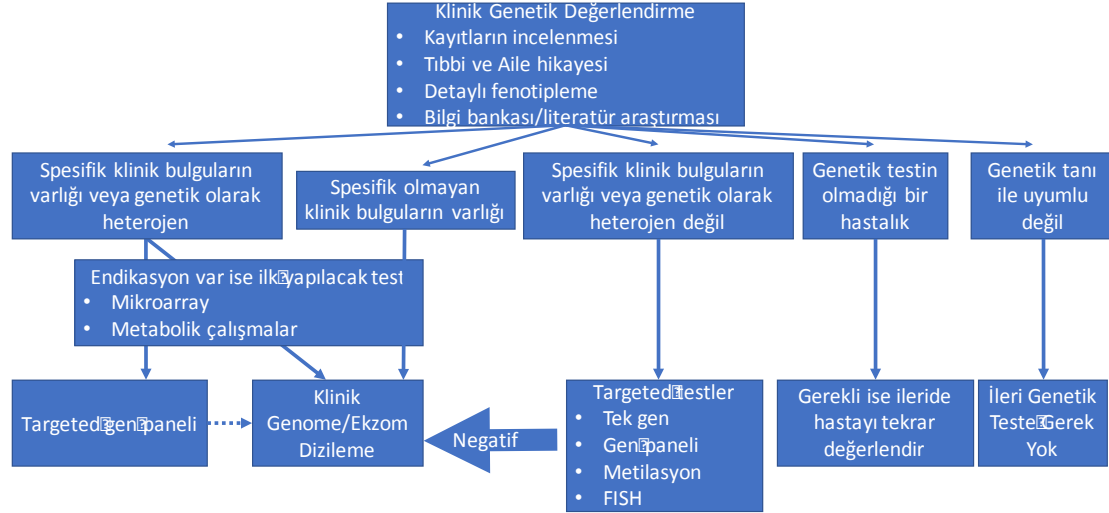 Klinik Genetik Değerlendirme
• Kayıtların incelenmesi
• Tıbbi ve Aile hikayesi
• Detaylı fenotipleme
• Bilgi bankası/literatür araştırması
Spesifik klinik bulguların
varlığı veya genetik olarak
heterojen
Spesifik olmayan
klinik bulguların varlığı
Spesifik klinik bulguların
varlığı veya genetik olarak
heterojen değil
Genetik testin
olmadığı bir
hastalık
Genetik tanı
ile uyumlu
değil
Endikasyon var ise ilk yapılacak test
• Mikroarray
• Metabolik çalışmalar
Targeted gen paneli
Klinik
Genome/Ekzom
Dizileme
Negatif
Targeted testler
• Tek gen
• Gen paneli
• Metilasyon
• FISH
Gerekli ise ileride
hastayı tekrar
değerlendir
İleri Genetik
Teste Gerek
Yok